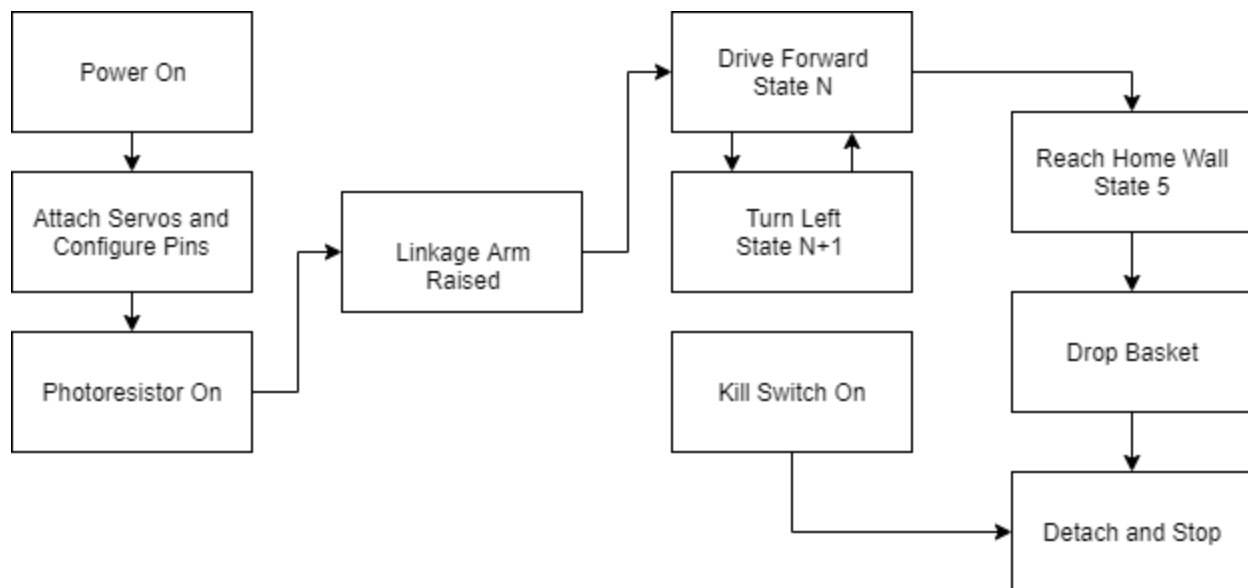 Power On
Attach Servos and
Configure Pins
Photoresistor On
Linkage Arm
Raised
Drive Forward
State N
Turn Left
State N+1
Kill Switch On
Reach Home Wall
State 5
Drop Basket
Detach and Stop